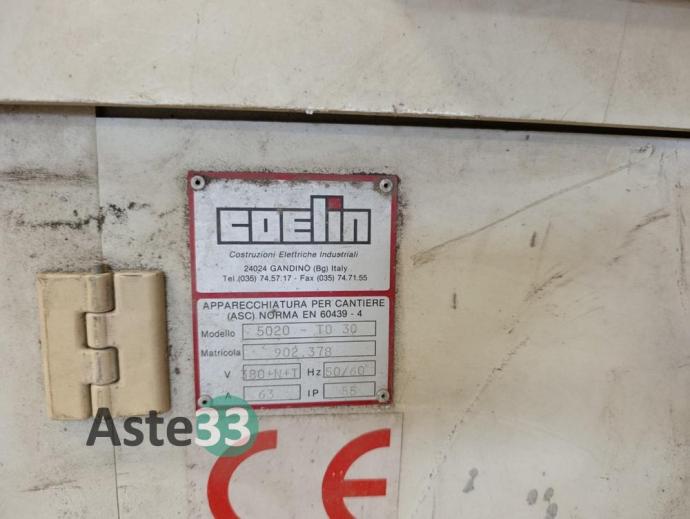 coelin
Costruzioni Elettriche Industriali
24024 GANDINO (Bg) Italy
Tel.(035) 74.57.17 - Fax (035) 74.71.55
APPARECCHIATURA PER CANTIERE
(ASC) NORMA EN 60439 - 4
Modello 5020 - TO 30
Matricola 902.378
V 380+N+T Hz 50/60
A 63 IP 55
Aste33
CE